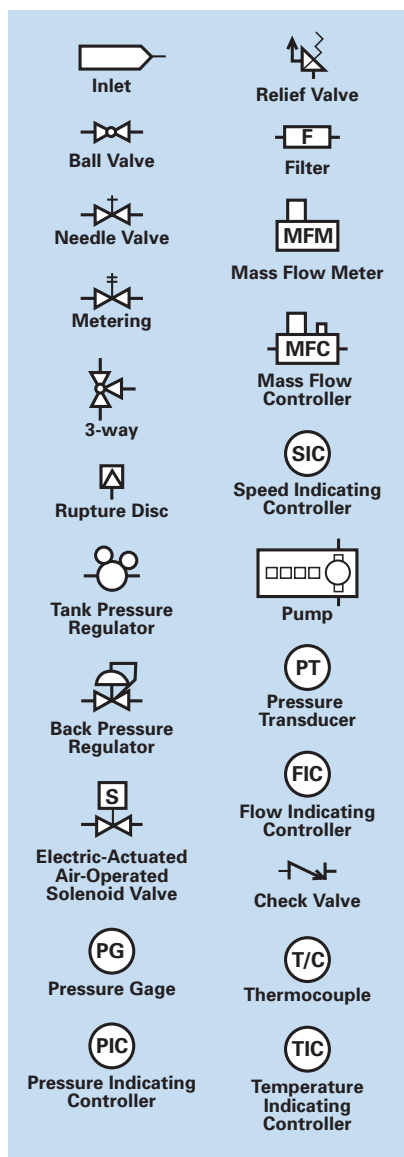 Inlet
Ball Valve
Needle Valve
Metering
3-way
Rupture Disc
Tank Pressure
Regulator
Back Pressure
Regulator
S
Electric-Actuated
Air-Operated
Solenoid Valve
PG
Pressure Gage
PIC
Pressure Indicating
Controller
Relief Valve
F
Filter
MFM
Mass Flow Meter
MFC
Mass Flow
Controller
SIC
Speed Indicating
Controller
Pump
PT
Pressure
Transducer
FIC
Flow Indicating
Controller
Check Valve
T/C
Thermocouple
TIC
Temperature
Indicating
Controller